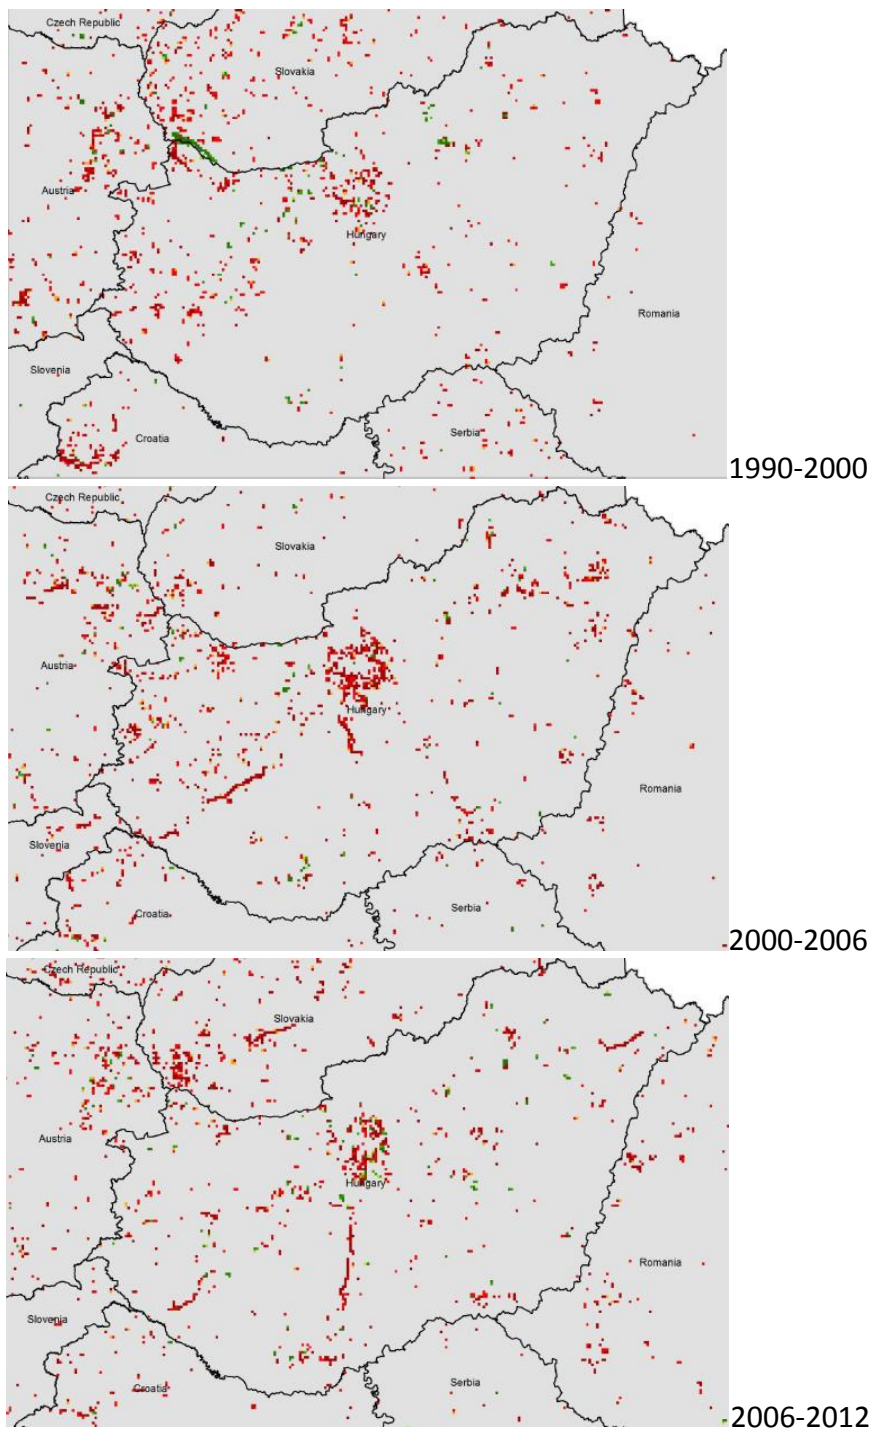 Czech Republic
Slovakia
Austria
Hungary
Romania
Slovenia
Croatia
Serbia
1990-2000
Czech Republic
Slovakia
Austria
Hungary
Romania
Slovenia
Croatia
Serbia
2000-2006
Czech Republic
Slovakia
Austria
Hungary
Romania
Slovenia
Croatia
Serbia
2006-2012